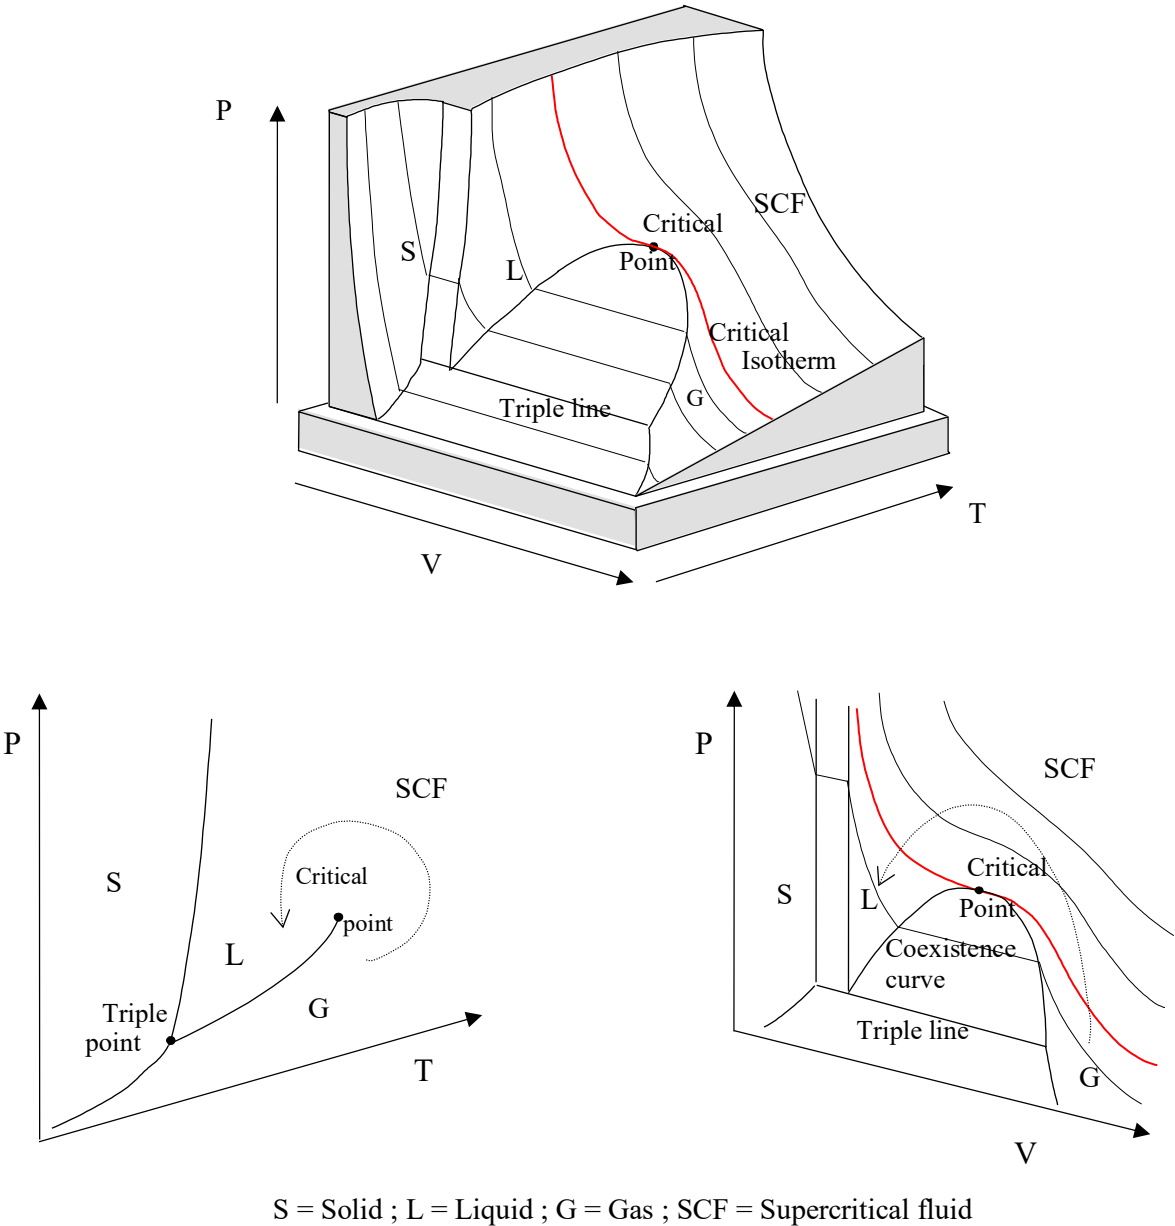 P
SCF
Critical
Point
S
L
Critical
Isotherm
G
Triple line
T
V
P
SCF
S
Critical
point
L
G
Triple
point
T
P
SCF
S
L
Critical
Point
Coexistence
curve
Triple line
G
V
S = Solid ; L = Liquid ; G = Gas ; SCF = Supercritical fluid